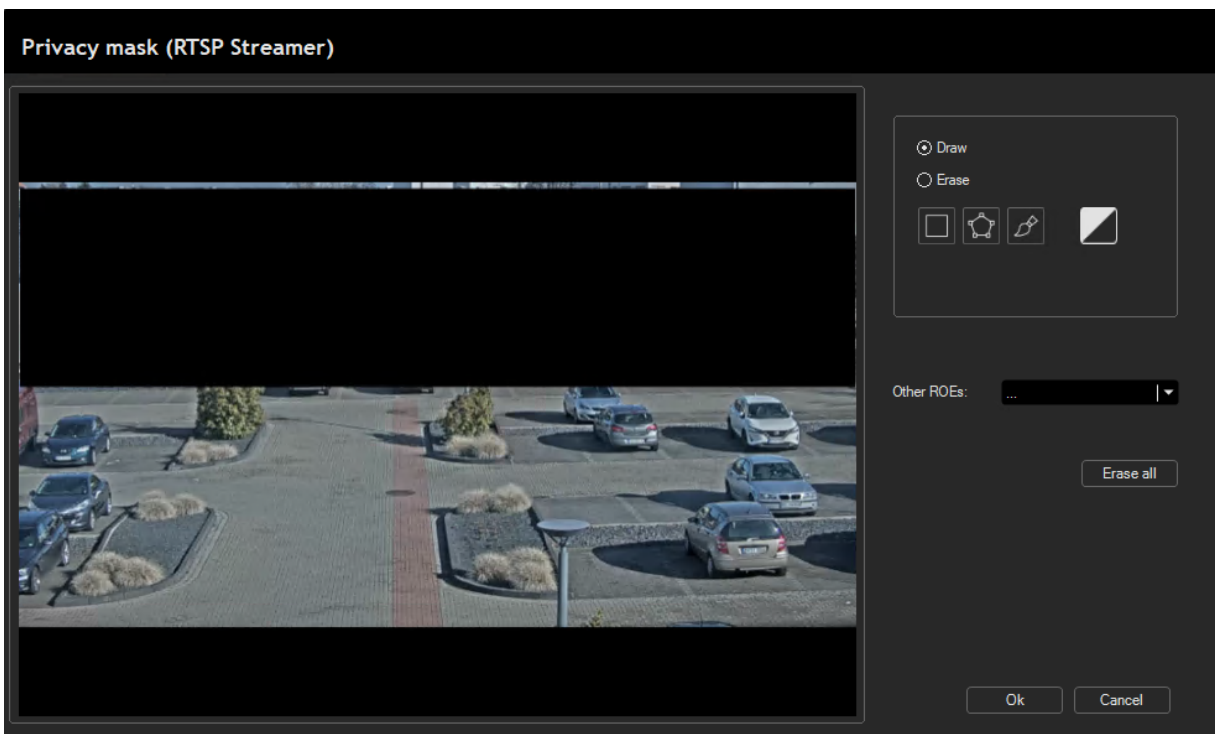 Privacy mask (RTSP Streamer)
Draw
Erase
Other ROEs:
...
Erase all
Ok
Cancel